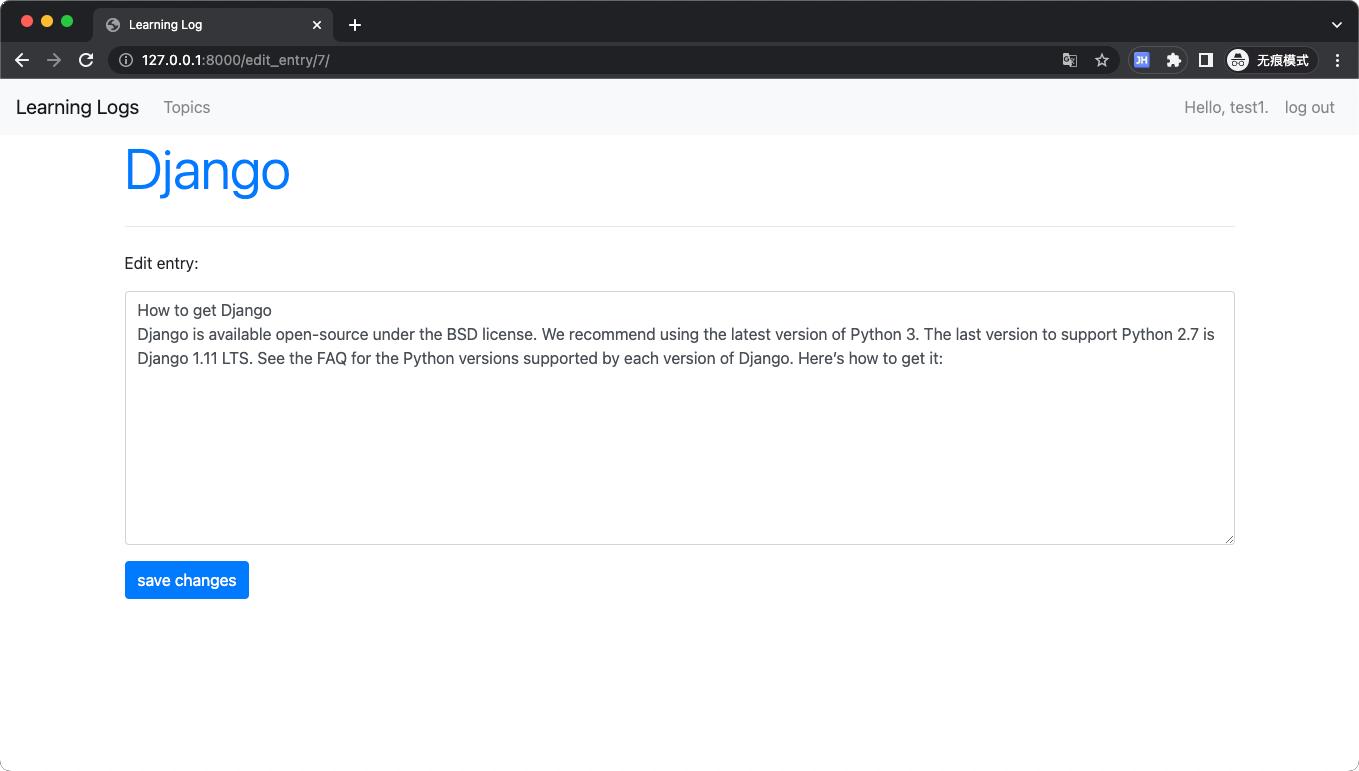 Learning Log
127.0.0.1:8000/edit_entry/7/
JH
无痕模式
Learning Logs Topics Hello, test1. log out
Django
Edit entry:
How to get Django
Django is available open-source under the BSD license. We recommend using the latest version of Python 3. The last version to support Python 2.7 is
Django 1.11 LTS. See the FAQ for the Python versions supported by each version of Django. Here’s how to get it:
save changes